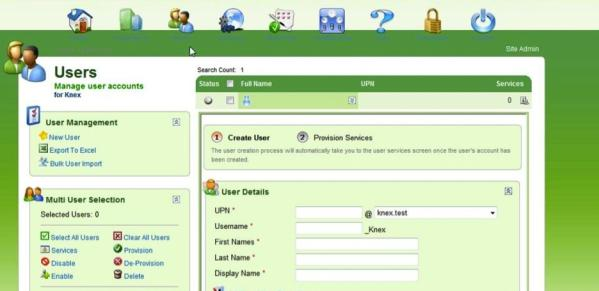 Site Admin
Users
Manage user accounts
for Knex
Search Count: 1
Status Full Name UPN Services
0
User Management
New User
Export To Excel
Bulk User Import
1 Create User 2 Provision Services
The user creation process will automatically take you to the user services screen once the user's account has
been created.
Multi User Selection
Selected Users: 0
Select All Users Clear All Users
Services Provision
Disable De-Provision
Enable Delete
User Details
UPN * @ knex.test
Username * _Knex
First Names *
Last Name *
Display Name *